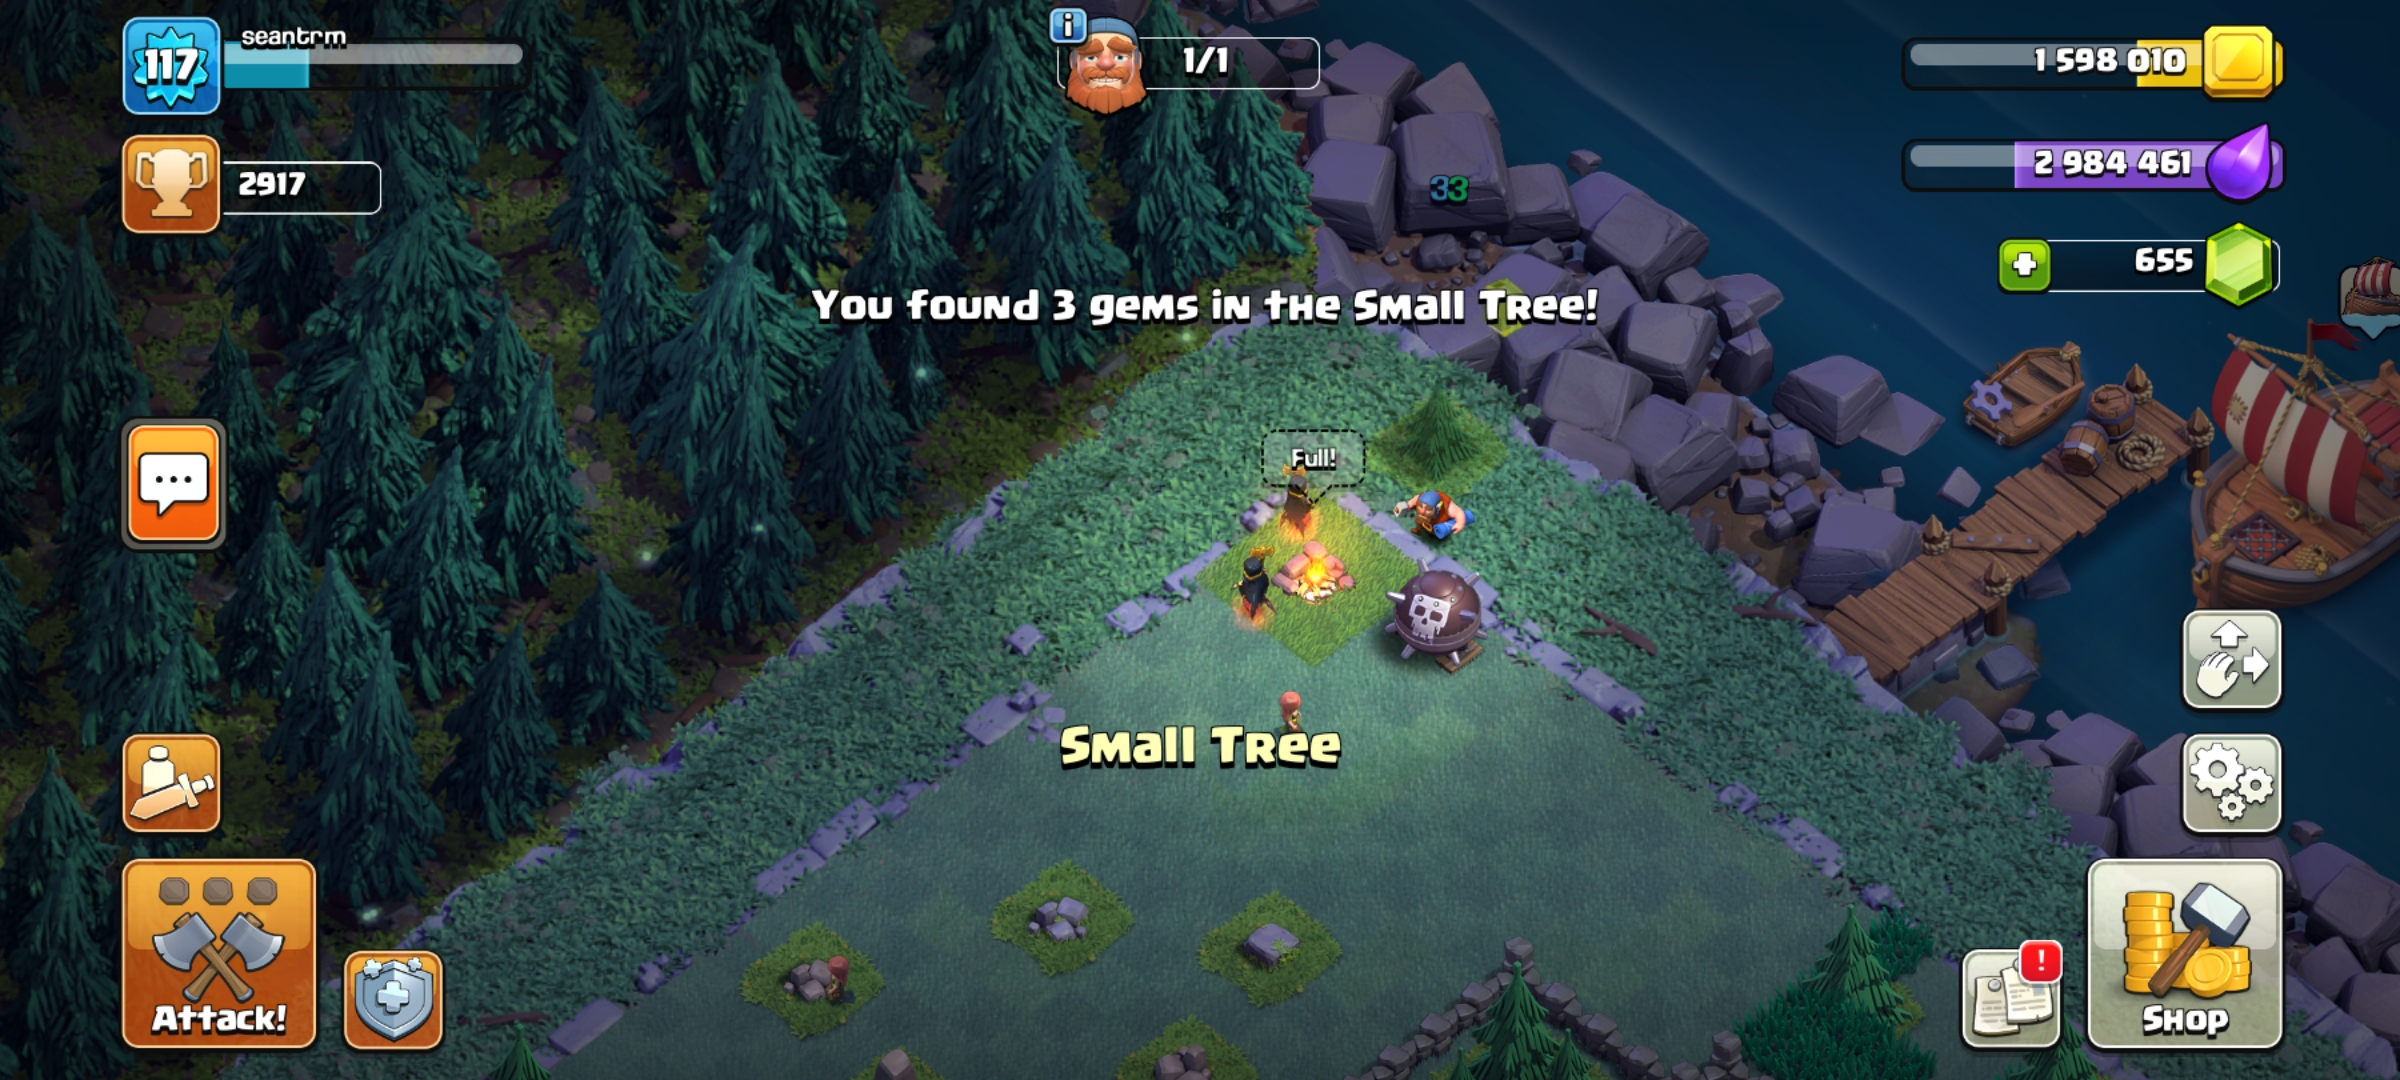 117
seantrm
i
1/1
1 598 010
2917
2 984 461
33
655
You found 3 gems in the Small Tree!
Full!
Small Tree
Attack!
!
Shop